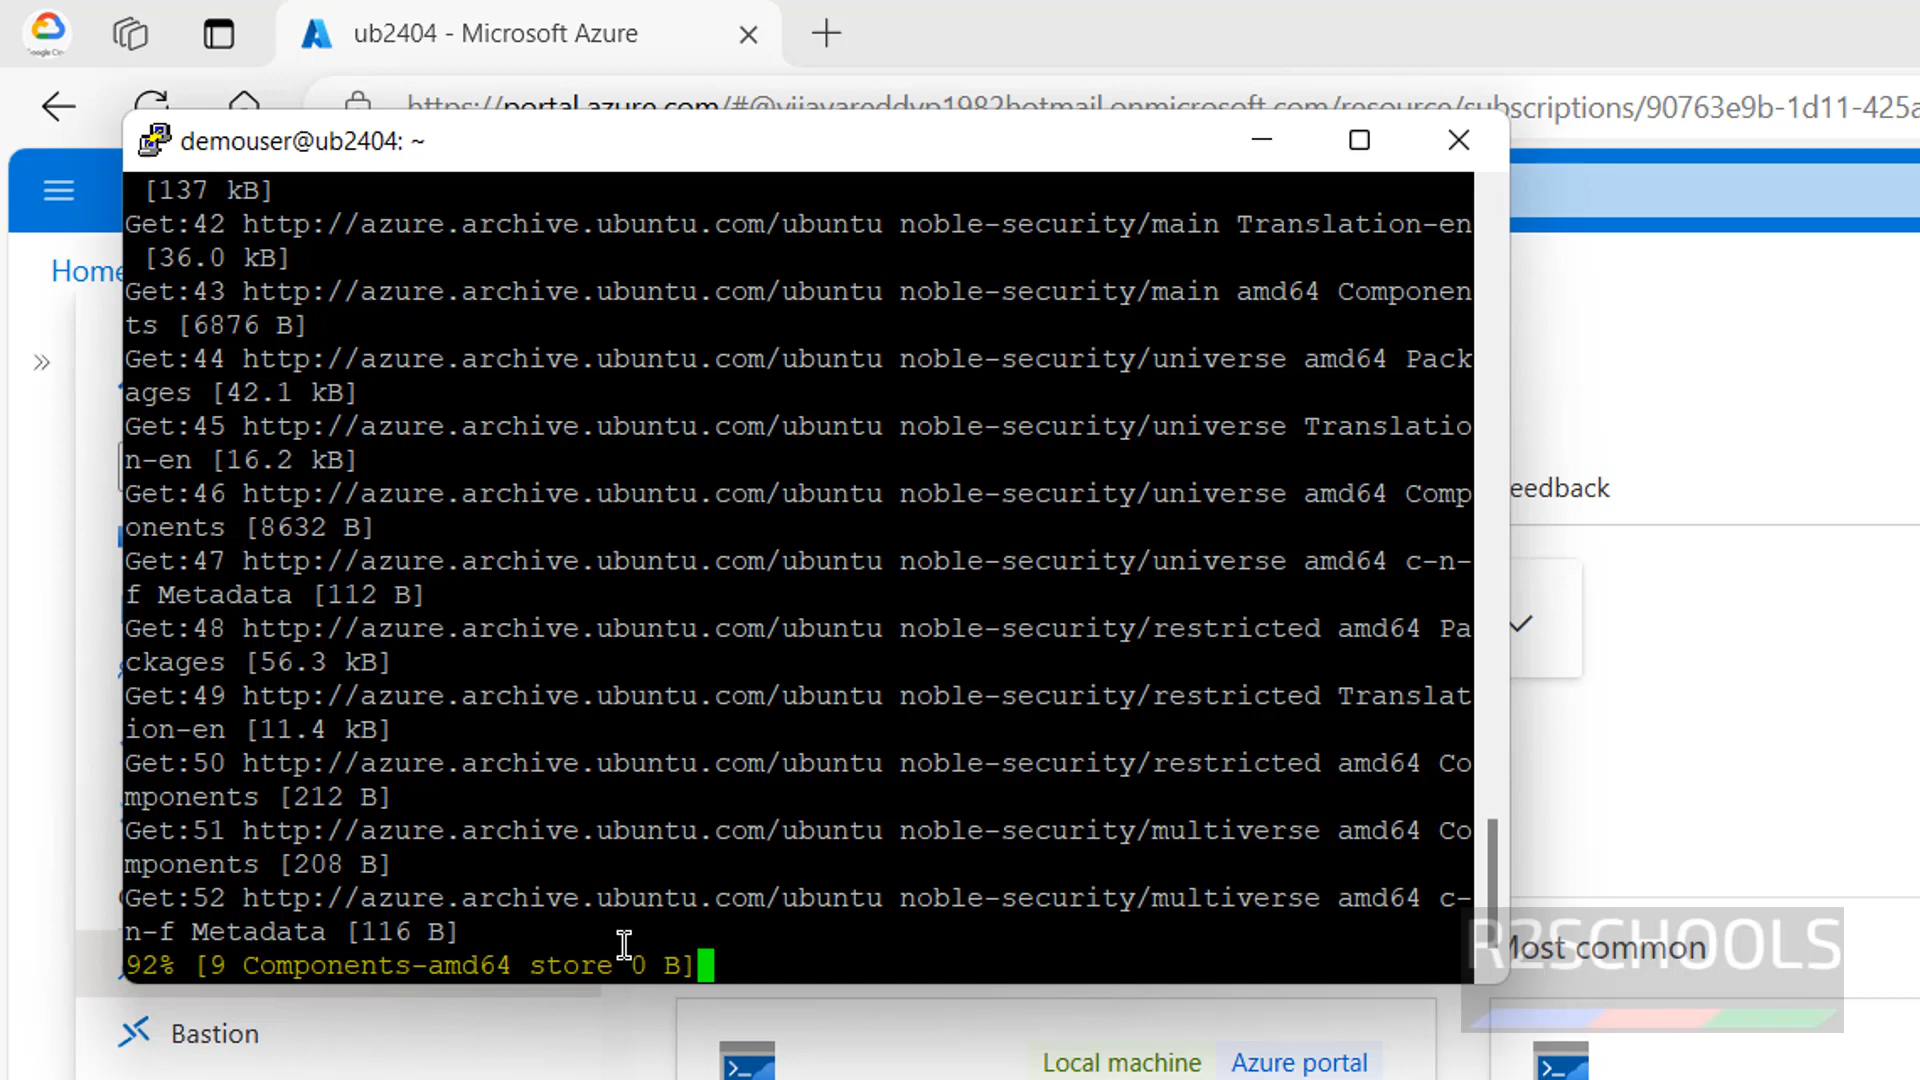 ub2404 - Microsoft Azure
https://portal.azure.com/#@vijayareddyp1982hotmail.onmicrosoft.com/resource/subscriptions/90763e9b-1d11-425a
demouser@ub2404: ~
[137 kB]
Get:42 http://azure.archive.ubuntu.com/ubuntu noble-security/main Translation-en
[36.0 kB]
Get:43 http://azure.archive.ubuntu.com/ubuntu noble-security/main amd64 Componen
ts [6876 B]
Get:44 http://azure.archive.ubuntu.com/ubuntu noble-security/universe amd64 Pack
ages [42.1 kB]
Get:45 http://azure.archive.ubuntu.com/ubuntu noble-security/universe Translatio
n-en [16.2 kB]
Get:46 http://azure.archive.ubuntu.com/ubuntu noble-security/universe amd64 Comp
onents [8632 B]
Get:47 http://azure.archive.ubuntu.com/ubuntu noble-security/universe amd64 c-n-
f Metadata [112 B]
Get:48 http://azure.archive.ubuntu.com/ubuntu noble-security/restricted amd64 Pa
ckages [56.3 kB]
Get:49 http://azure.archive.ubuntu.com/ubuntu noble-security/restricted Translat
ion-en [11.4 kB]
Get:50 http://azure.archive.ubuntu.com/ubuntu noble-security/restricted amd64 Co
mponents [212 B]
Get:51 http://azure.archive.ubuntu.com/ubuntu noble-security/multiverse amd64 Co
mponents [208 B]
Get:52 http://azure.archive.ubuntu.com/ubuntu noble-security/multiverse amd64 c-
n-f Metadata [116 B]
92% [9 Components-amd64 store 0 B]
Home
eedback
Most common
R2SCHOOLS
Bastion
Local machine
Azure portal